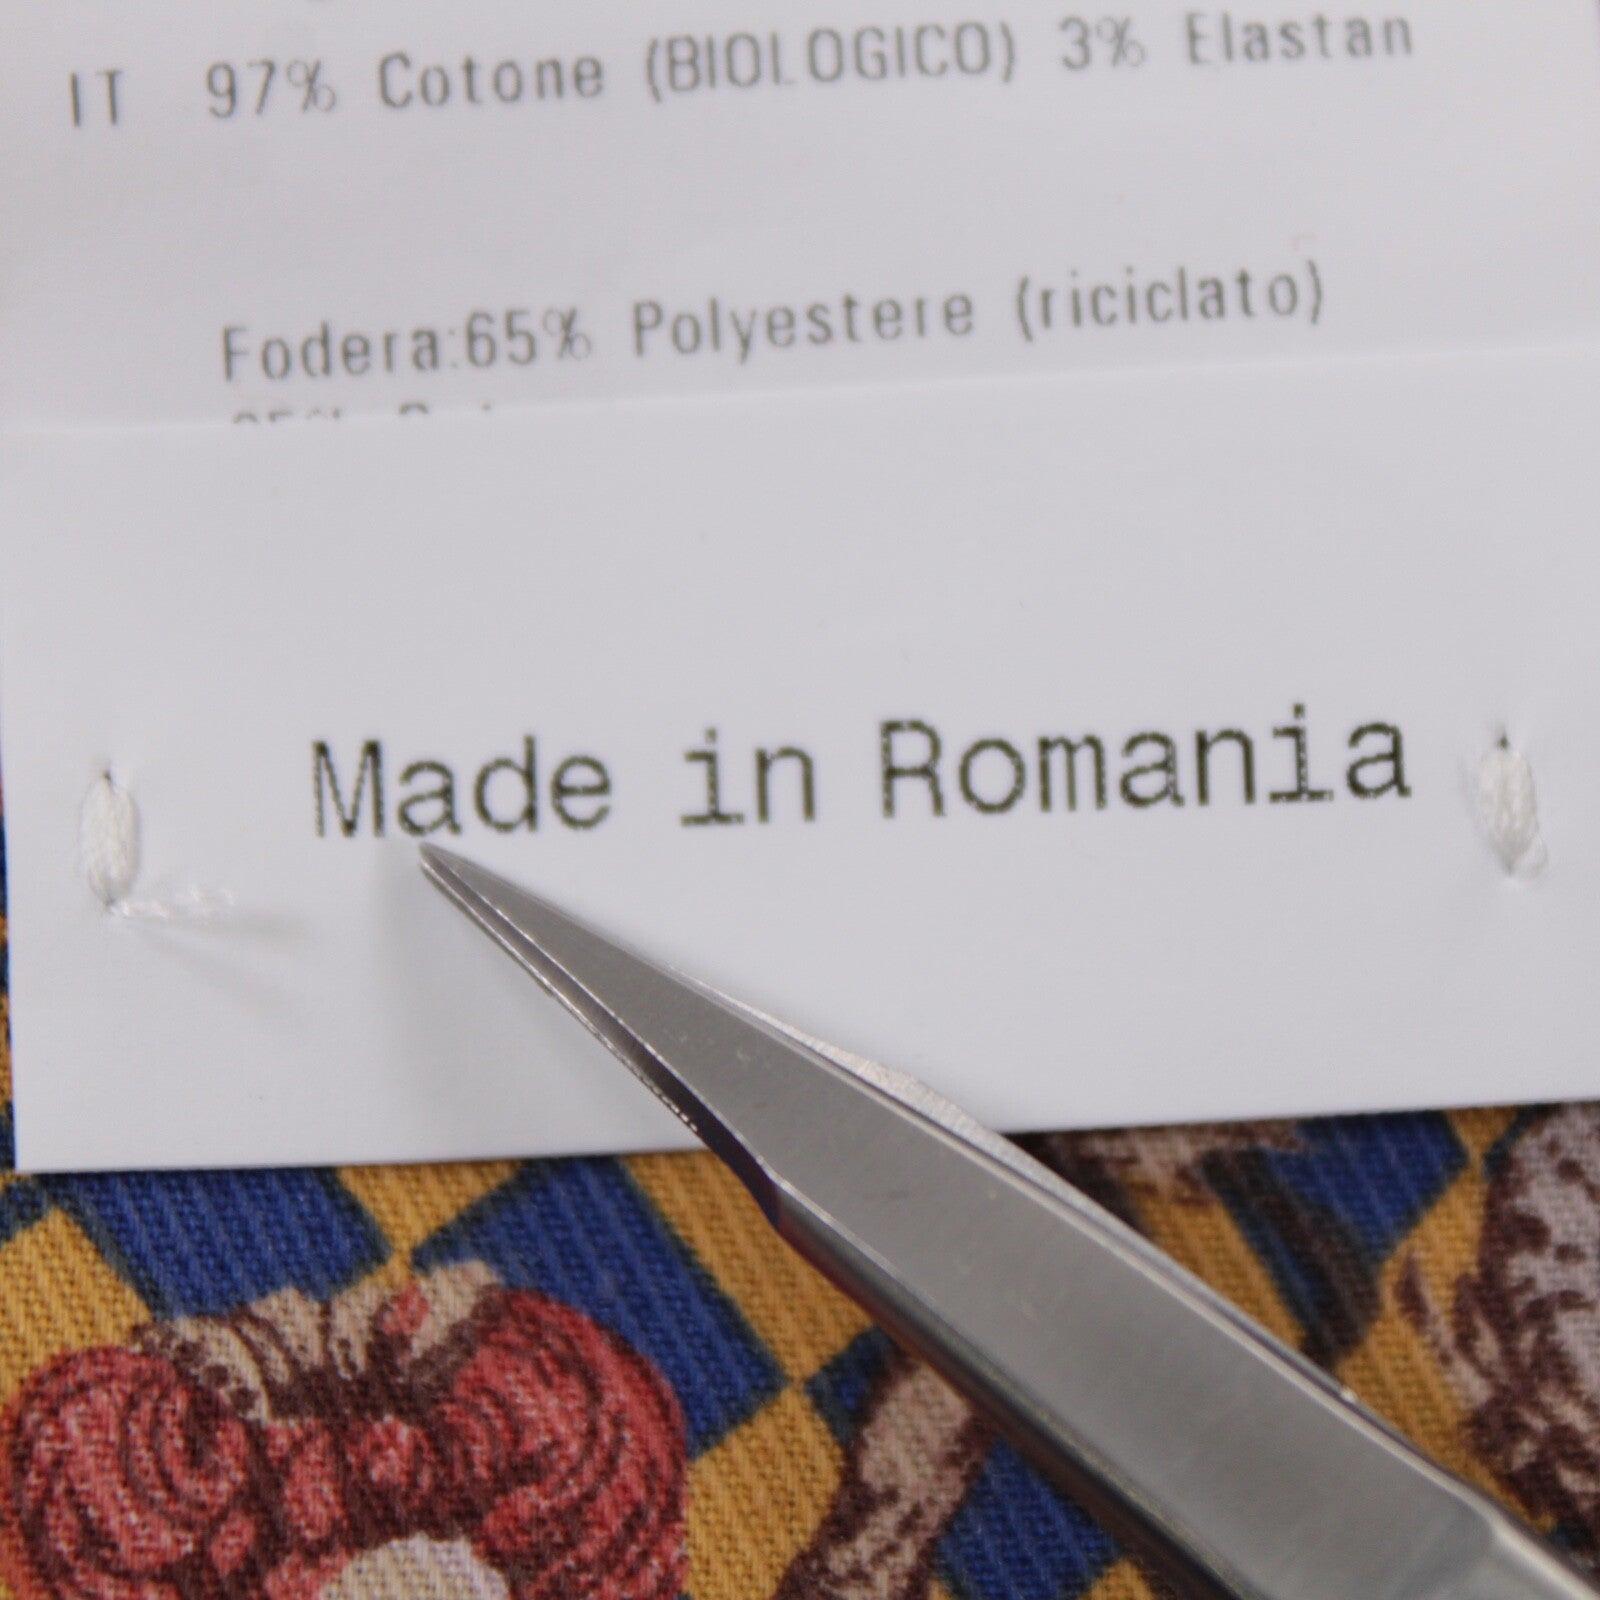 IT 97% Cotone (BIOLOGICO) 3% Elastan
Fodera:65% Polyestere (riciclato)
Made in Romania